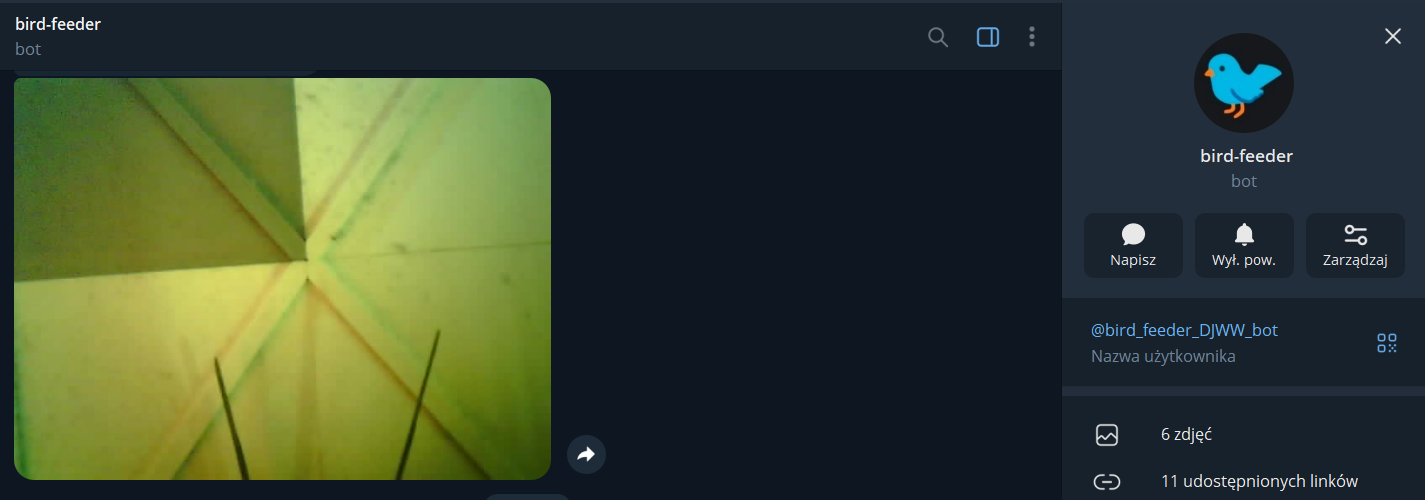 bird-feeder
bot
bird-feeder
bot
Napisz
Wył. pow.
Zarządzaj
@bird_feeder_DJWW_bot
Nazwa użytkownika
6 zdjęć
11 udostępnionych linków